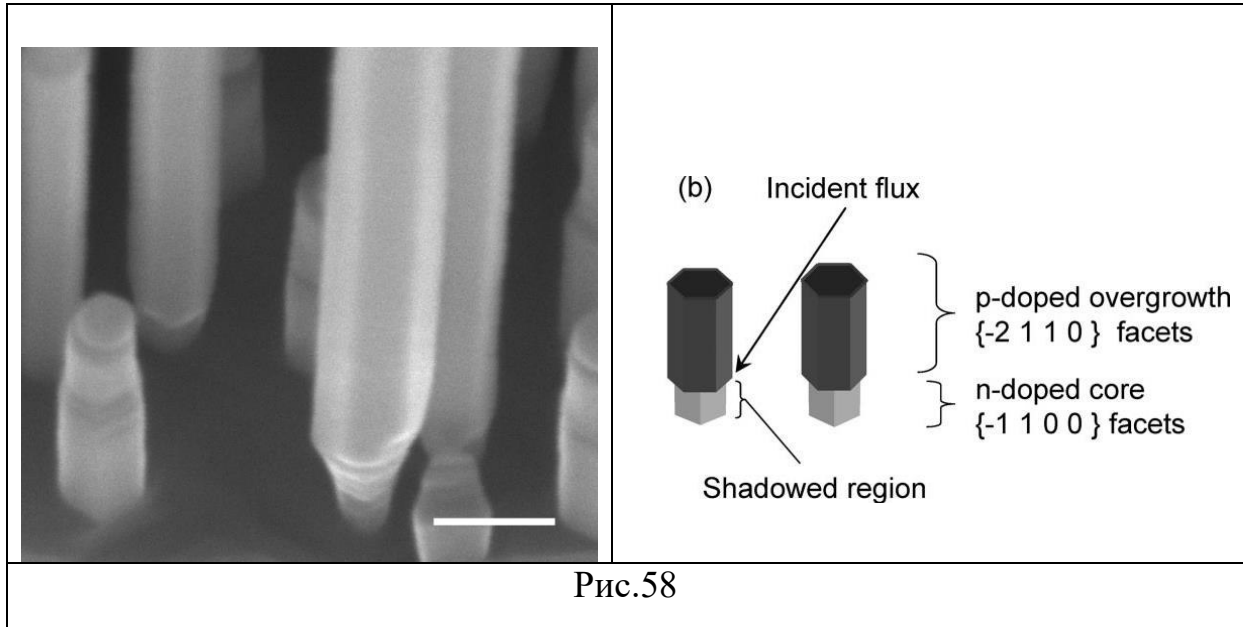 (b)
Incident flux
p-doped overgrowth
{-2 1 1 0 } facets
n-doped core
{-1 1 0 0 } facets
Shadowed region
Рис.58